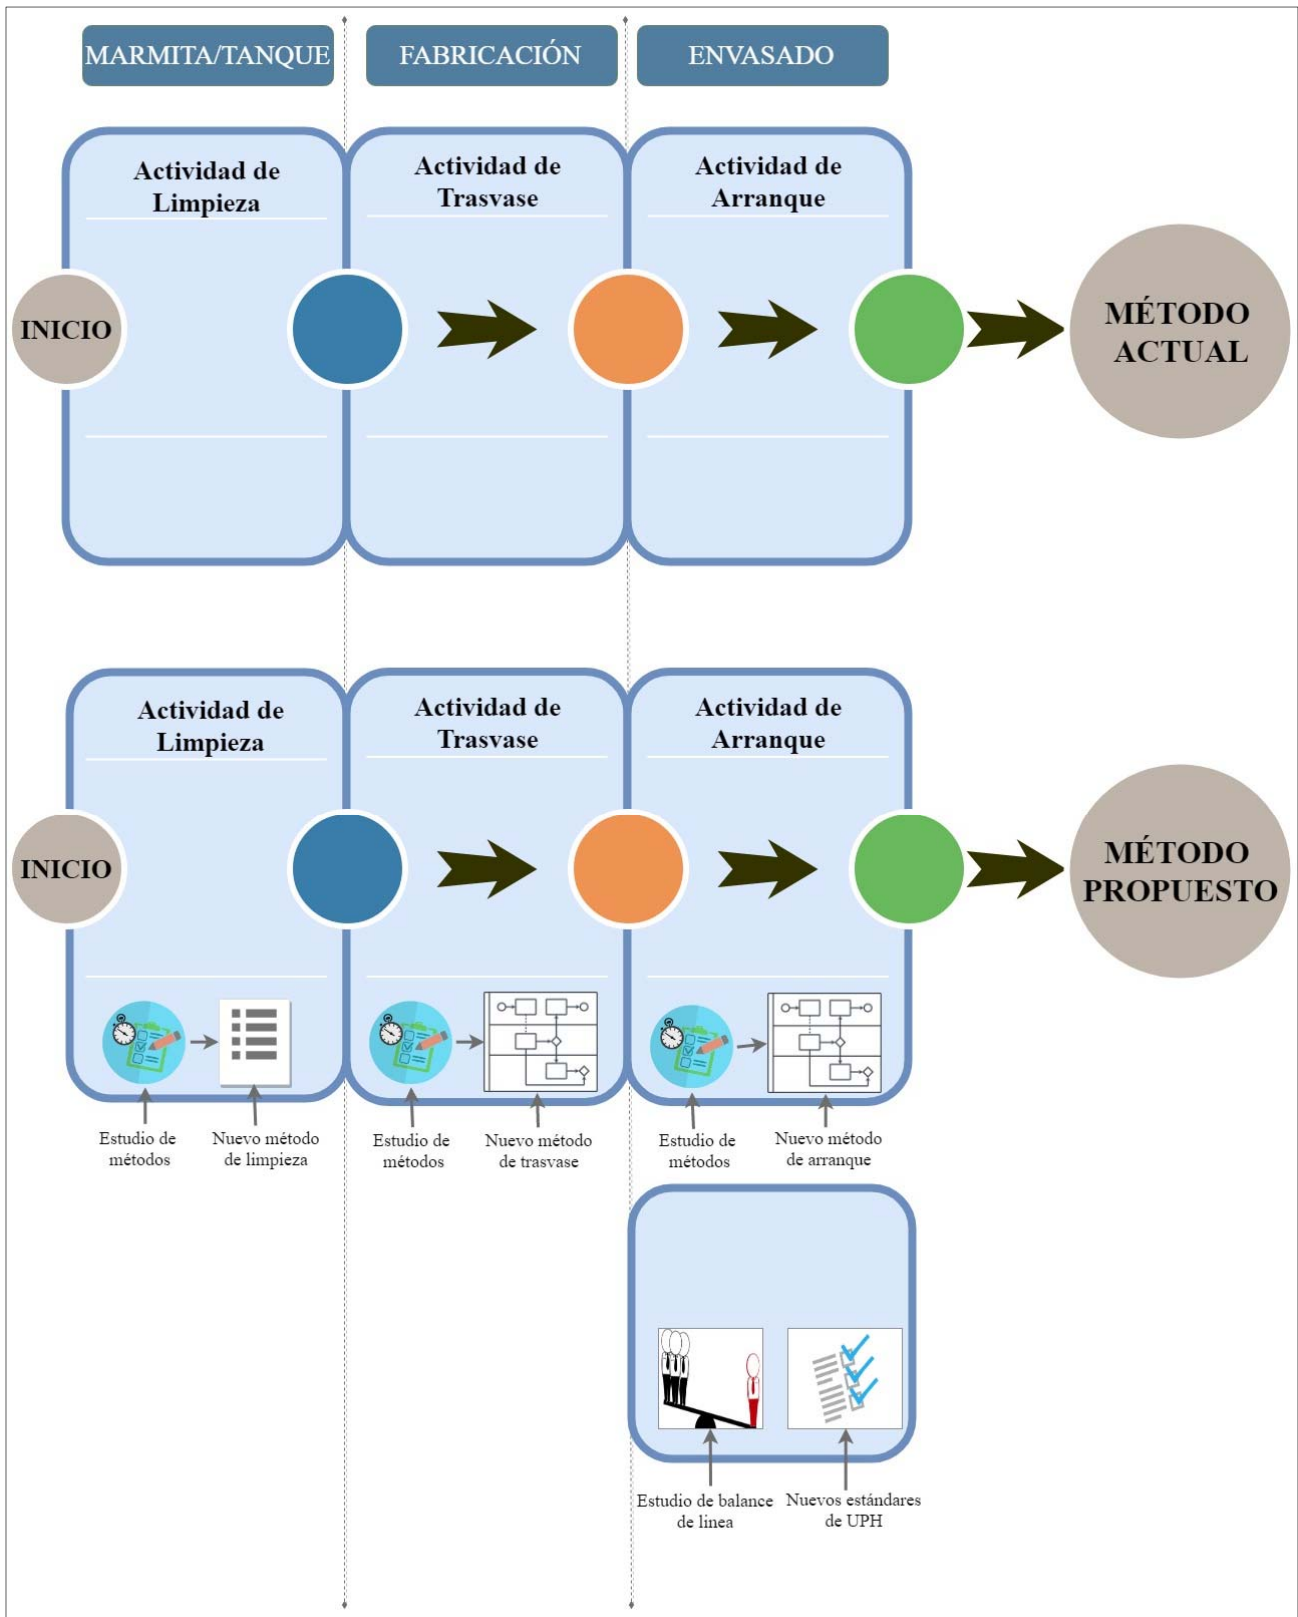 MARMITA/TANQUE
FABRICACIÓN
ENVASADO
Actividad de
Limpieza
Actividad de
Trasvase
Actividad de
Arranque
INICIO
MÉTODO
ACTUAL
Actividad de
Limpieza
Actividad de
Trasvase
Actividad de
Arranque
INICIO
MÉTODO
PROPUESTO
Estudio de
métodos
Nuevo método
de limpieza
Estudio de
métodos
Nuevo método
de trasvase
Estudio de
métodos
Nuevo método
de arranque
Estudio de balance
de linea
Nuevos estándares
de UPH